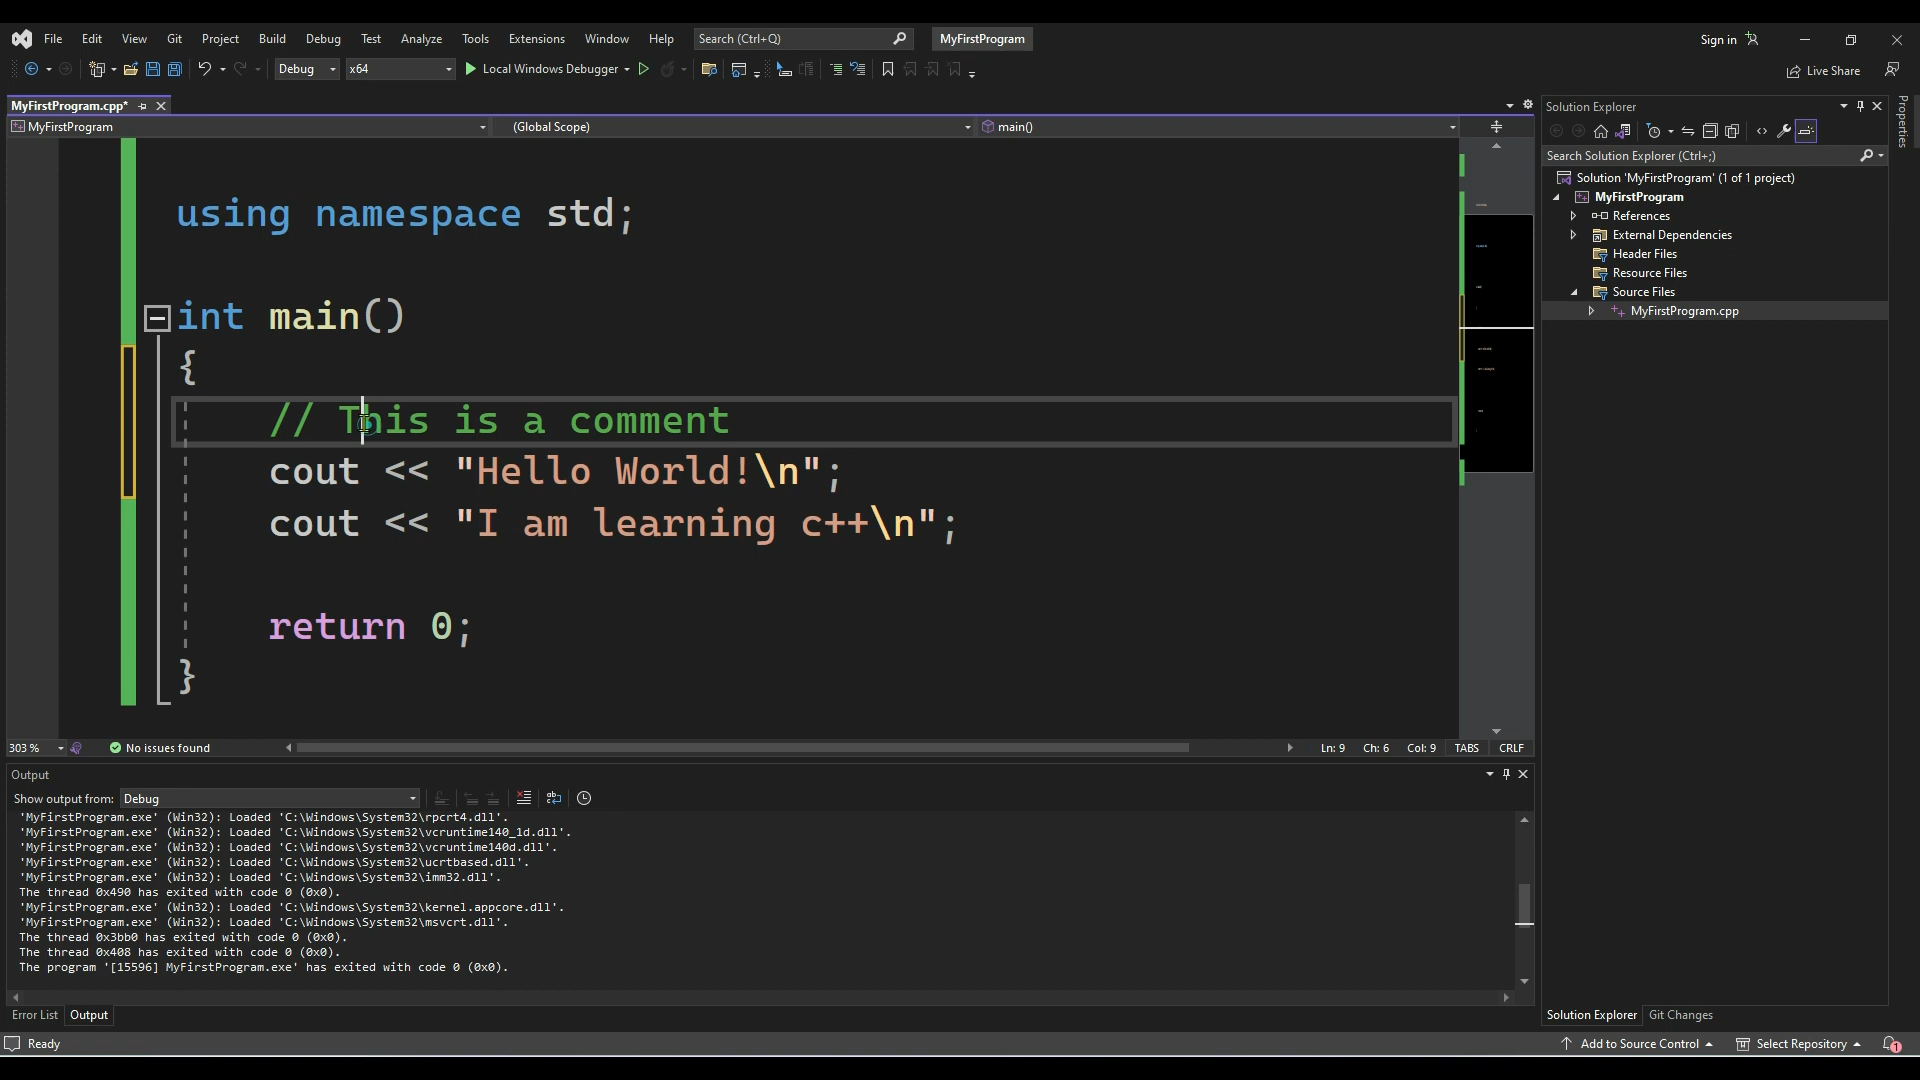 File Edit View Git Project Build Debug Test Analyze Tools Extensions Window Help Search (Ctrl+Q) MyFirstProgram Sign in
Debug x64 Local Windows Debugger Live Share
MyFirstProgram.cpp*
MyFirstProgram (Global Scope) main()
using namespace std;
int main()
{
// This is a comment
cout << "Hello World!\n";
cout << "I am learning c++\n";
return 0;
}
303 % No issues found Ln: 9 Ch: 6 Col: 9 TABS CRLF
Output
Show output from: Debug
'MyFirstProgram.exe' (Win32): Loaded 'C:\Windows\System32\rpcrt4.dll'.
'MyFirstProgram.exe' (Win32): Loaded 'C:\Windows\System32\vcruntime140_1d.dll'.
'MyFirstProgram.exe' (Win32): Loaded 'C:\Windows\System32\vcruntime140d.dll'.
'MyFirstProgram.exe' (Win32): Loaded 'C:\Windows\System32\ucrtbased.dll'.
'MyFirstProgram.exe' (Win32): Loaded 'C:\Windows\System32\imm32.dll'.
The thread 0x490 has exited with code 0 (0x0).
'MyFirstProgram.exe' (Win32): Loaded 'C:\Windows\System32\kernel.appcore.dll'.
'MyFirstProgram.exe' (Win32): Loaded 'C:\Windows\System32\msvcrt.dll'.
The thread 0x3bb0 has exited with code 0 (0x0).
The thread 0x408 has exited with code 0 (0x0).
The program '[15596] MyFirstProgram.exe' has exited with code 0 (0x0).
Error List Output
Solution Explorer
Search Solution Explorer (Ctrl+;)
Solution 'MyFirstProgram' (1 of 1 project)
MyFirstProgram
References
External Dependencies
Header Files
Resource Files
Source Files
MyFirstProgram.cpp
Solution Explorer Git Changes
Properties
Ready Add to Source Control Select Repository 1